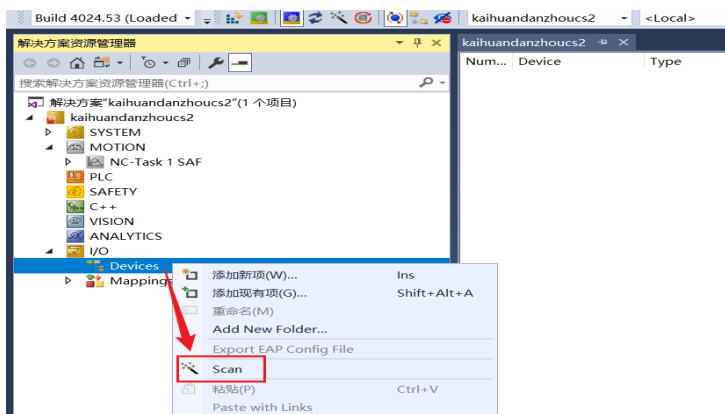 Build 4024.53 (Loaded
kaihuandanzhoucs2
<Local>
解决方案资源管理器
搜索解决方案资源管理器(Ctrl+;)
解决方案"kaihuandanzhoucs2"(1 个项目)
kaihuandanzhoucs2
SYSTEM
MOTION
NC-Task 1 SAF
PLC
SAFETY
C++
VISION
ANALYTICS
I/O
Devices
Mappings
添加新项(W)... Ins
添加现有项(G)... Shift+Alt+A
重命名(M)
Add New Folder...
Export EAP Config File
Scan
粘贴(P) Ctrl+V
Paste with Links
kaihuandanzhoucs2
Num... Device Type